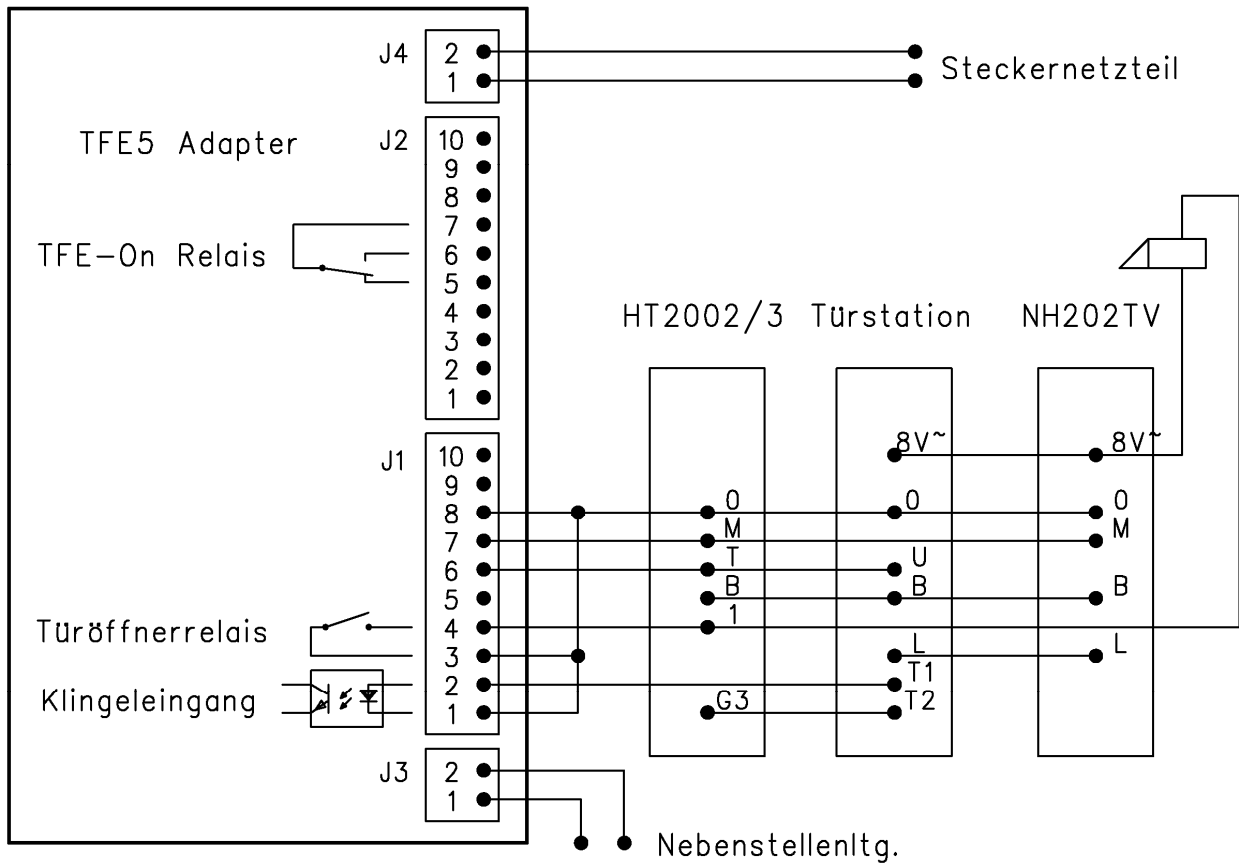 J4
2
1
Steckernetzteil
TFE5 Adapter
J2
10
9
8
7
6
5
4
3
2
1
TFE-On Relais
HT2002/3
Türstation
NH202TV
J1
10
9
8
7
6
5
4
3
2
1
8V~
8V~
0
0
0
M
M
T
U
B
B
B
1
L
L
T1
G3
T2
Türöffnerrelais
Klingeleingang
J3
2
1
Nebenstellenltg.